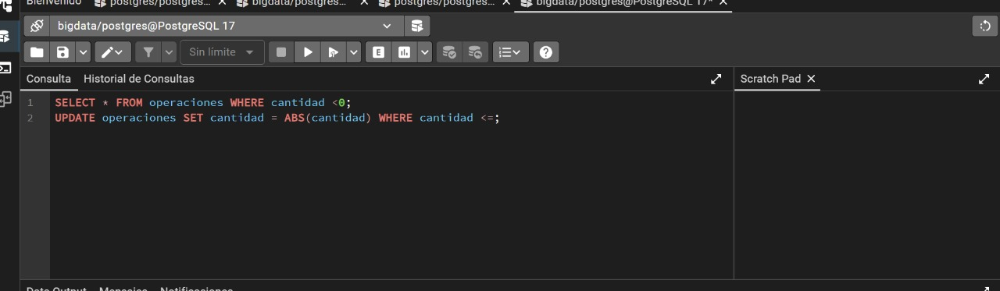 Bienvenido postgres/postgres... × bigdata/postgres... × postgres/postgres... × bigdata/postgres@PostgreSQL 17* ×
bigdata/postgres@PostgreSQL 17
Sin límite
E
Consulta Historial de Consultas
Scratch Pad ×
1 SELECT * FROM operaciones WHERE cantidad <0;
2 UPDATE operaciones SET cantidad = ABS(cantidad) WHERE cantidad <=;
Data Output Mensajes Notificaciones